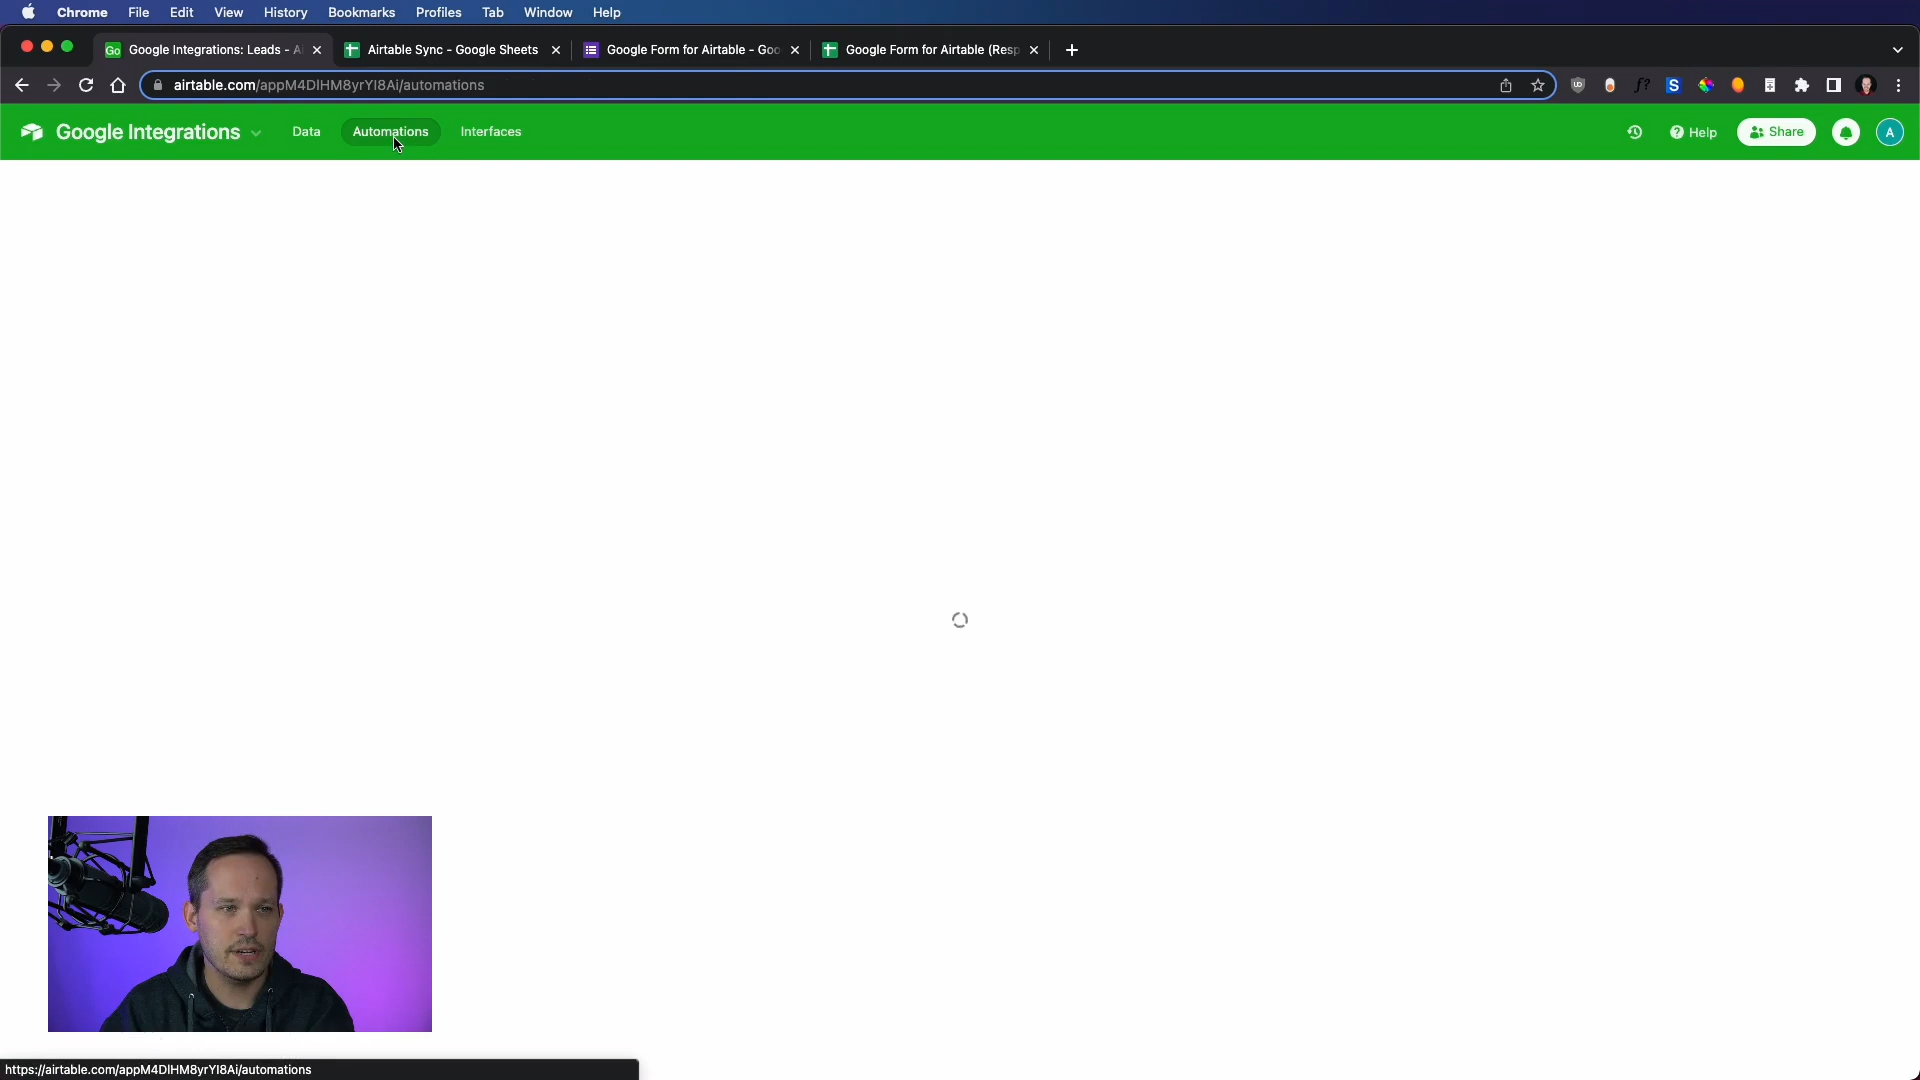 Chrome File Edit View History Bookmarks Profiles Tab Window Help
Go Google Integrations: Leads - Ai Airtable Sync - Google Sheets Google Form for Airtable - Goo Google Form for Airtable (Resp
airtable.com/appM4DIHM8yrYI8Ai/automations
Google Integrations Data Automations Interfaces Help Share A
https://airtable.com/appM4DIHM8yrYI8Ai/automations